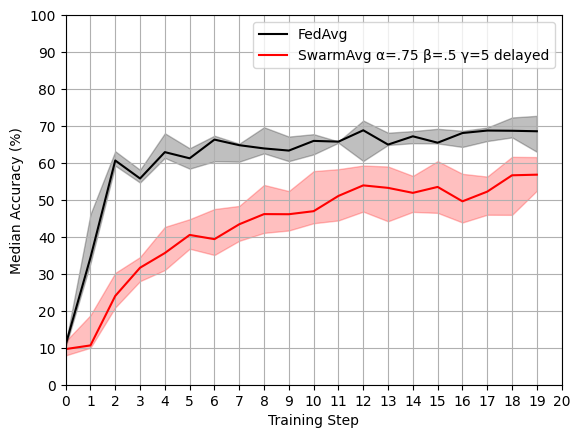 100
90
80
70
60
50
40
30
20
10
0
Median Accuracy (%)
FedAvg
SwarmAvg α=.75 β=.5 γ=5 delayed
0 1 2 3 4 5 6 7 8 9 10 11 12 13 14 15 16 17 18 19 20
Training Step